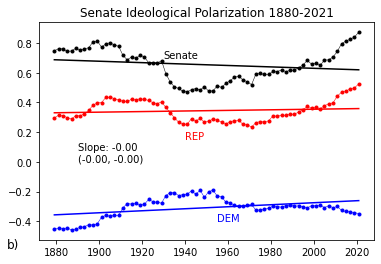 Senate Ideological Polarization 1880-2021
0.8
Senate
0.6
0.4
REP
0.2
Slope: -0.00
(-0.00, -0.00)
0.0
−0.2
DEM
−0.4
b)
1880 1900 1920 1940 1960 1980 2000 2020